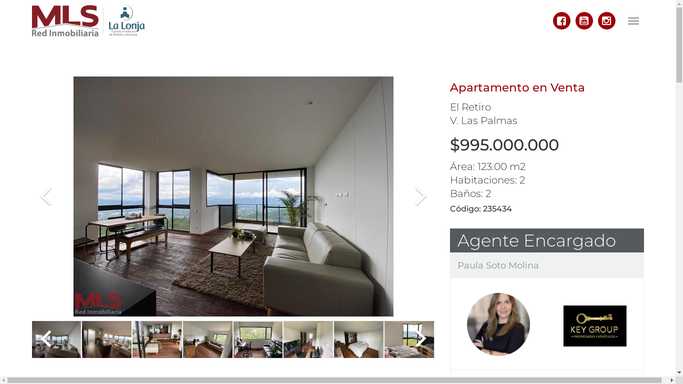 MLS
Red Inmobiliaria
La Lonja
Apartamento en Venta
El Retiro
V. Las Palmas
$995.000.000
Área: 123.00 m2
Habitaciones: 2
Baños: 2
Código: 235434
Agente Encargado
Paula Soto Molina
MLS
Red Inmobiliaria
KEY GROUP